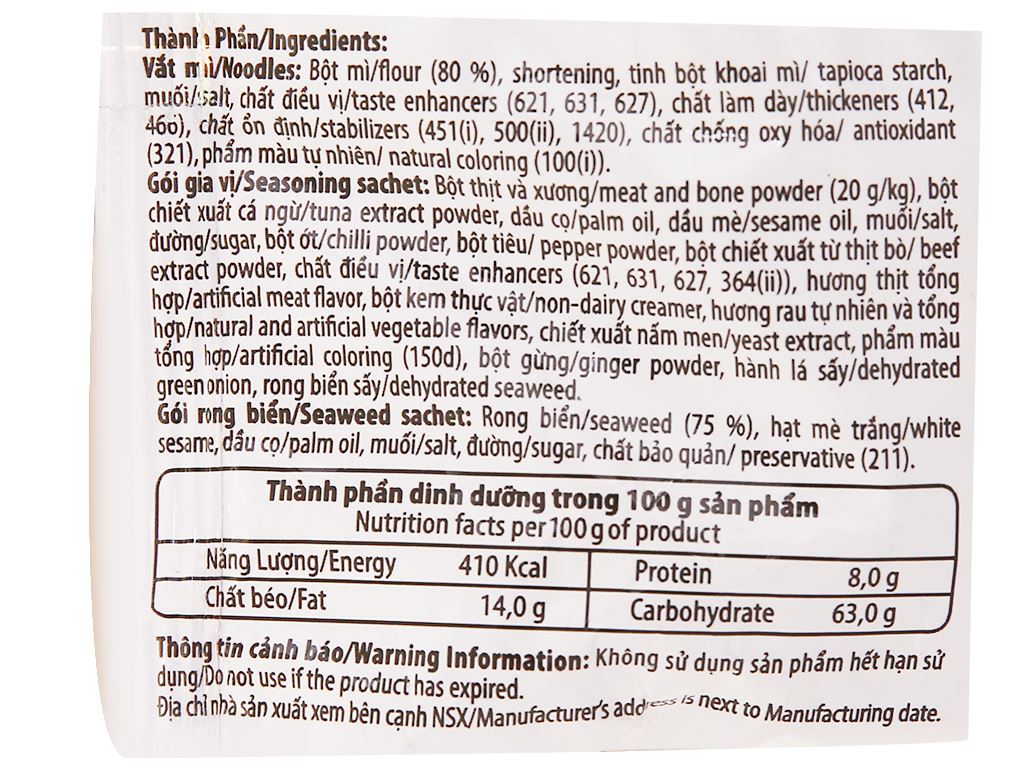 Thành Phần/Ingredients:
Vắt mì/Noodles: Bột mì/flour (80 %), shortening, tinh bột khoai mì/ tapioca starch,
muối/salt, chất điều vị/taste enhancers (621, 631, 627), chất làm dày/thickeners (412,
466), chất ổn định/stabilizers (451(i), 500(ii), 1420), chất chống oxy hóa/ antioxidant
(321), phẩm màu tự nhiên/ natural coloring (100(i)).
Gói gia vị/Seasoning sachet: Bột thịt và xương/meat and bone powder (20 g/kg), bột
chiết xuất cá ngừ/tuna extract powder, dầu cọ/palm oil, dầu mè/sesame oil, muối/salt,
đường/sugar, bột ớt/chilli powder, bột tiêu/ pepper powder, bột chiết xuất từ thịt bò/ beef
extract powder, chất điều vị/taste enhancers (621, 631, 627, 364(ii)), hương thịt tổng
hợp/artificial meat flavor, bột kem thực vật/non-dairy creamer, hương rau tự nhiên và tổng
hợp/natural and artificial vegetable flavors, chiết xuất nấm men/yeast extract, phẩm màu
tổng hợp/artificial coloring (150d), bột gừng/ginger powder, hành lá sấy/dehydrated
green onion, rong biển sấy/dehydrated seaweed.
Gói rong biển/Seaweed sachet: Rong biển/seaweed (75 %), hạt mè trắng/white
sesame, dầu cọ/palm oil, muối/salt, đường/sugar, chất bảo quản/ preservative (211).
Thành phần dinh dưỡng trong 100 g sản phẩm
Nutrition facts per 100 g of product
Năng Lượng/Energy 410 Kcal Protein 8,0 g
Chất béo/Fat 14,0 g Carbohydrate 63,0 g
Thông tin cảnh báo/Warning Information: Không sử dụng sản phẩm hết hạn sử
dụng/Do not use if the product has expired.
Địa chỉ nhà sản xuất xem bên cạnh NSX/Manufacturer's address is next to Manufacturing date.